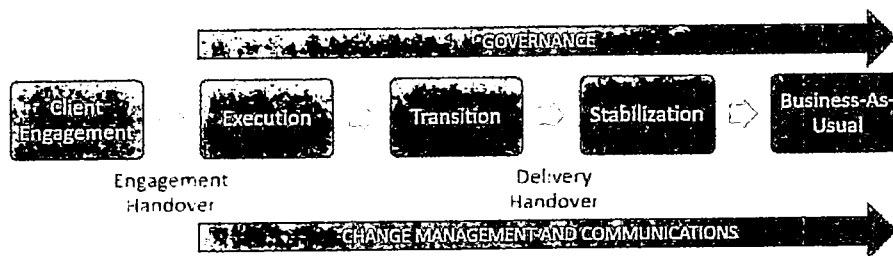 GOVERNANCE
Client
Engagement
Execution
Transition
Stabilization
Business-As-
Usual
Engagement
Handover
Delivery
Handover
CHANGE MANAGEMENT AND COMMUNICATIONS